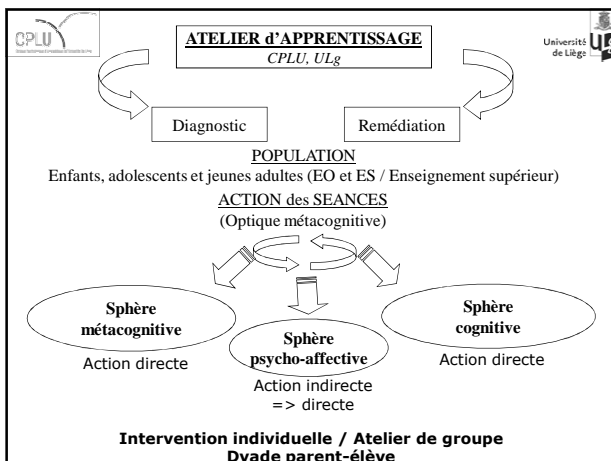 CPLU
ATELIER d'APPRENTISSAGE
CPLU, ULg
Université
de Liège
Diagnostic
Remédiation
POPULATION
Enfants, adolescents et jeunes adultes (EO et ES / Enseignement supérieur)
ACTION des SEANCES
(Optique métacognitive)
Sphère
métacognitive
Sphère
psycho-affective
Sphère
cognitive
Action directe
Action indirecte
=> directe
Action directe
Intervention individuelle / Atelier de groupe
Dyade parent-élève